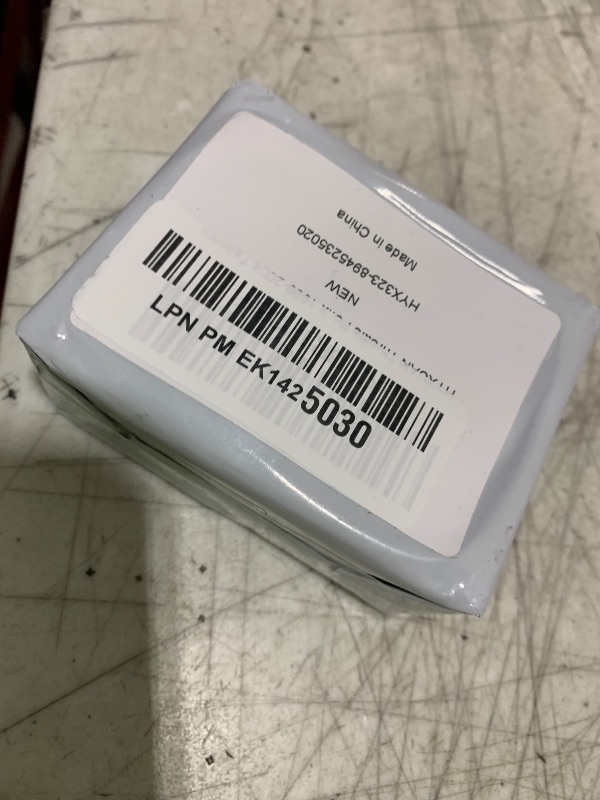 LPN PM EK1425030
NEW
HYX323-8945235020
Made in China